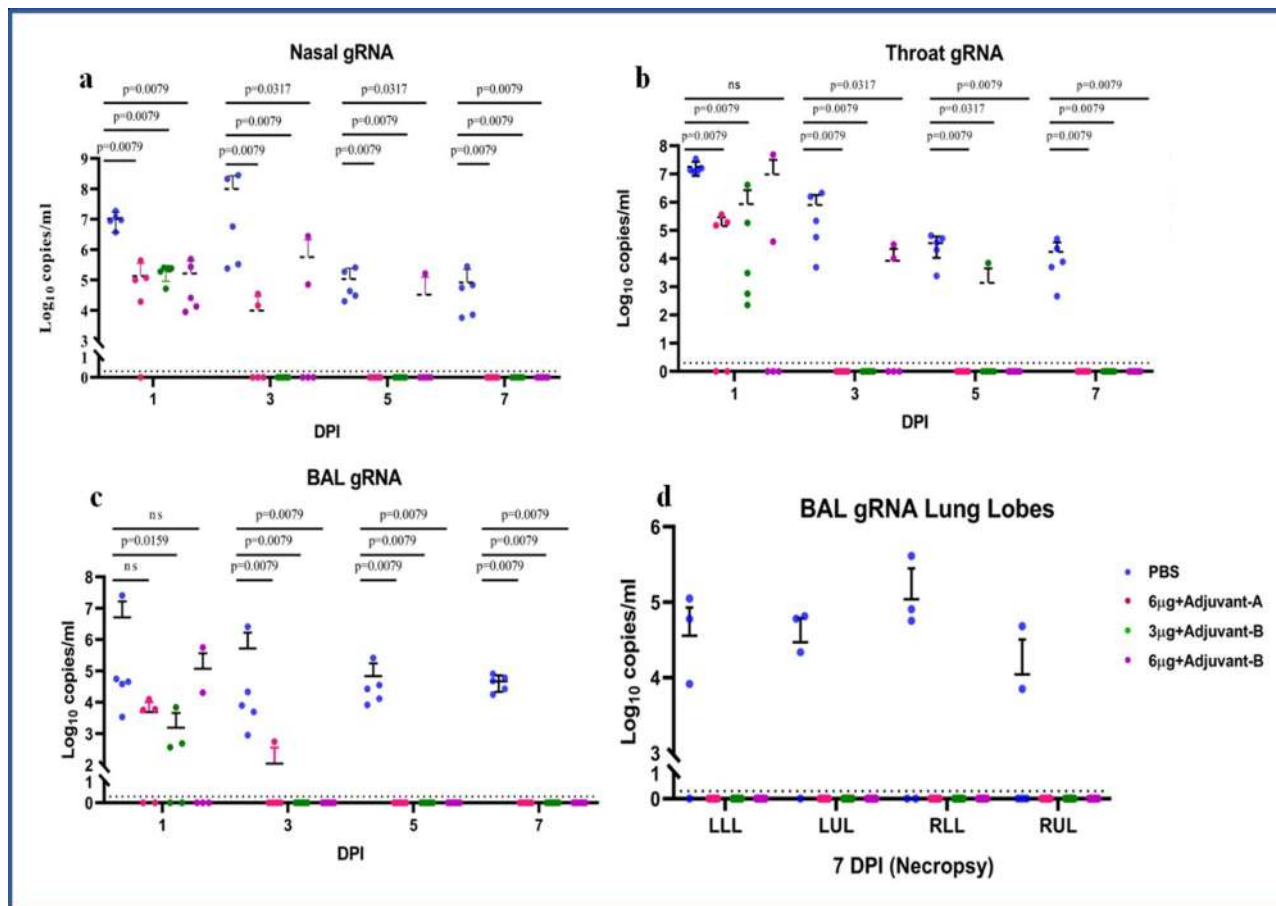 Nasal gRNA
a
p=0.0079 p=0.0317 p=0.0317 p=0.0079
p=0.0079 p=0.0079 p=0.0079 p=0.0079
p=0.0079 p=0.0079 p=0.0079 p=0.0079
Log10 copies/ml
9
8
7
6
5
4
3
1
0
1 3 5 7
DPI
Throat gRNA
b
ns p=0.0317 p=0.0079 p=0.0079
p=0.0079 p=0.0079 p=0.0317 p=0.0079
p=0.0079 p=0.0079 p=0.0079 p=0.0079
Log10 copies/ml
8
7
6
5
4
3
2
1
0
1 3 5 7
DPI
BAL gRNA
c
ns p=0.0079 p=0.0079 p=0.0079
p=0.0159 p=0.0079 p=0.0079 p=0.0079
ns p=0.0079 p=0.0079 p=0.0079
Log10 copies/ml
8
7
6
5
4
3
2
1
0
1 3 5 7
DPI
d
BAL gRNA Lung Lobes
Log10 copies/ml
6
5
4
3
1
0
LLL LUL RLL RUL
7 DPI (Necropsy)
PBS
6µg+Adjuvant-A
3µg+Adjuvant-B
6µg+Adjuvant-B